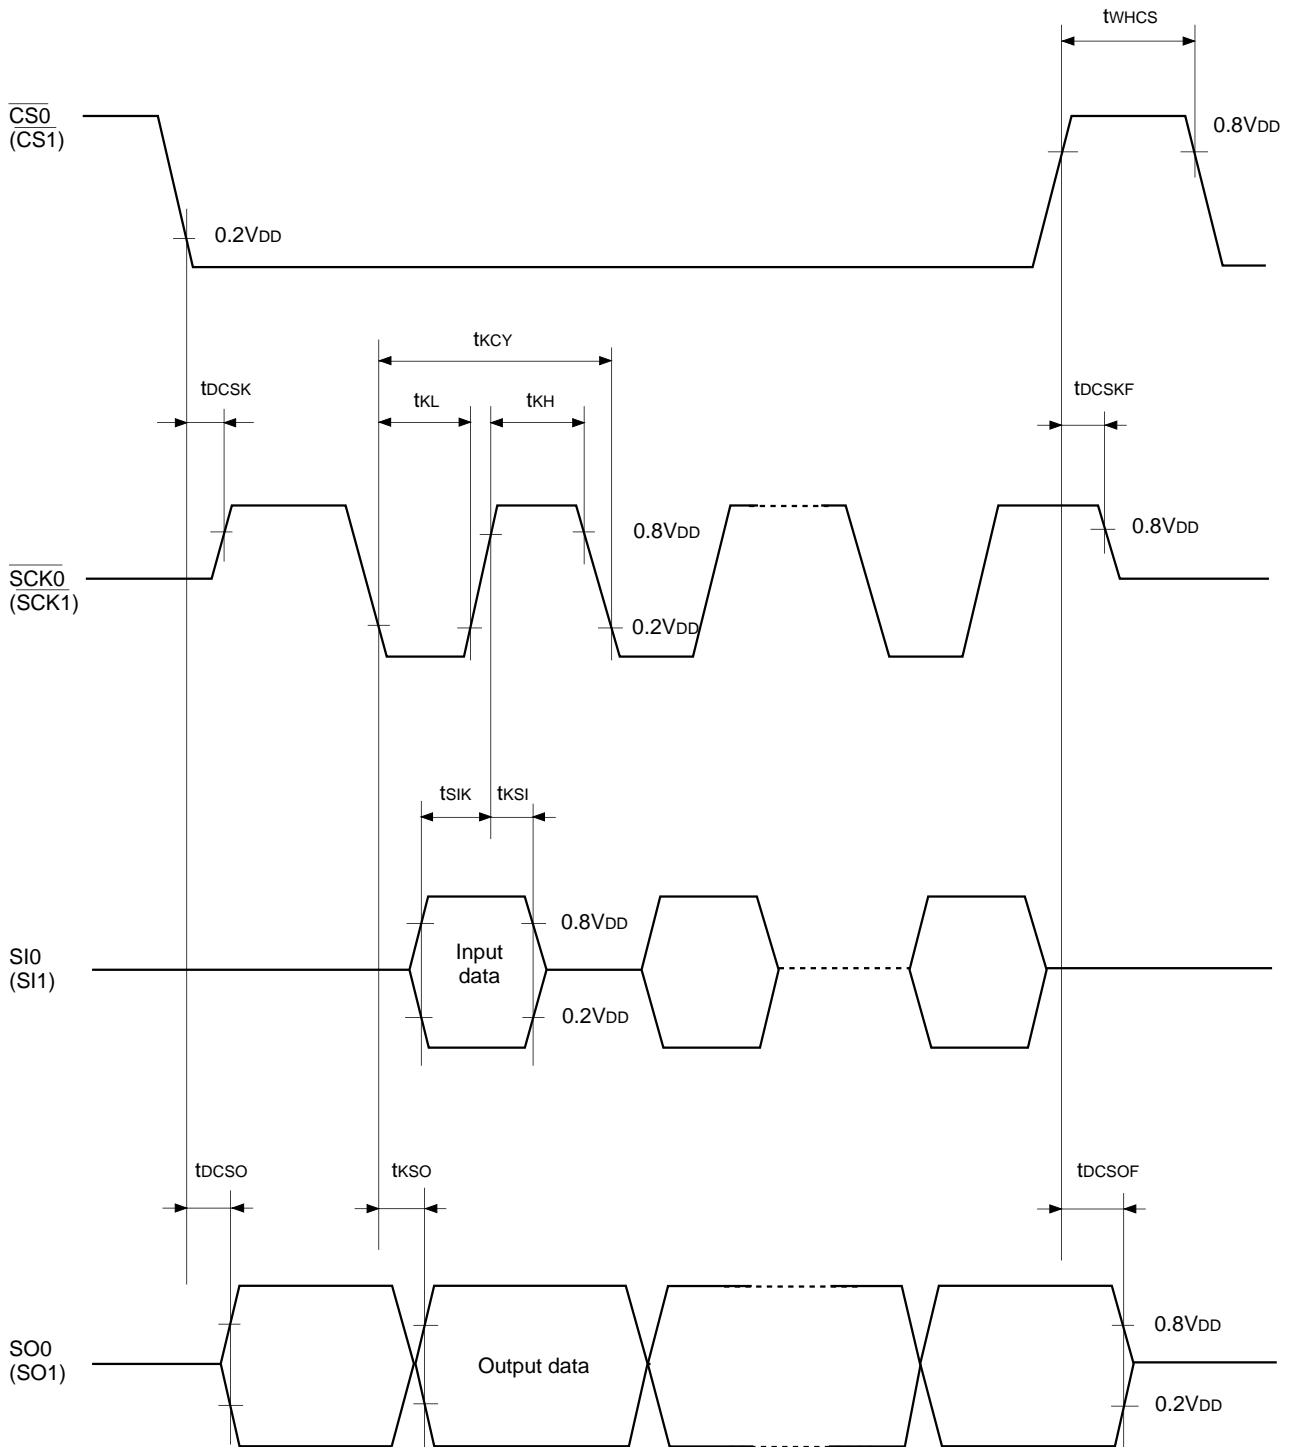 tWHCS
CS0
(CS1)
0.8VDD
0.2VDD
tKCY
tDCSK
tKL
tKH
tDCSKF
SCK0
(SCK1)
0.8VDD
0.8VDD
0.2VDD
tSIK
tKSI
SI0
(SI1)
Input
data
0.8VDD
0.2VDD
tDCSO
tKSO
tDCSOF
SO0
(SO1)
Output data
0.8VDD
0.2VDD